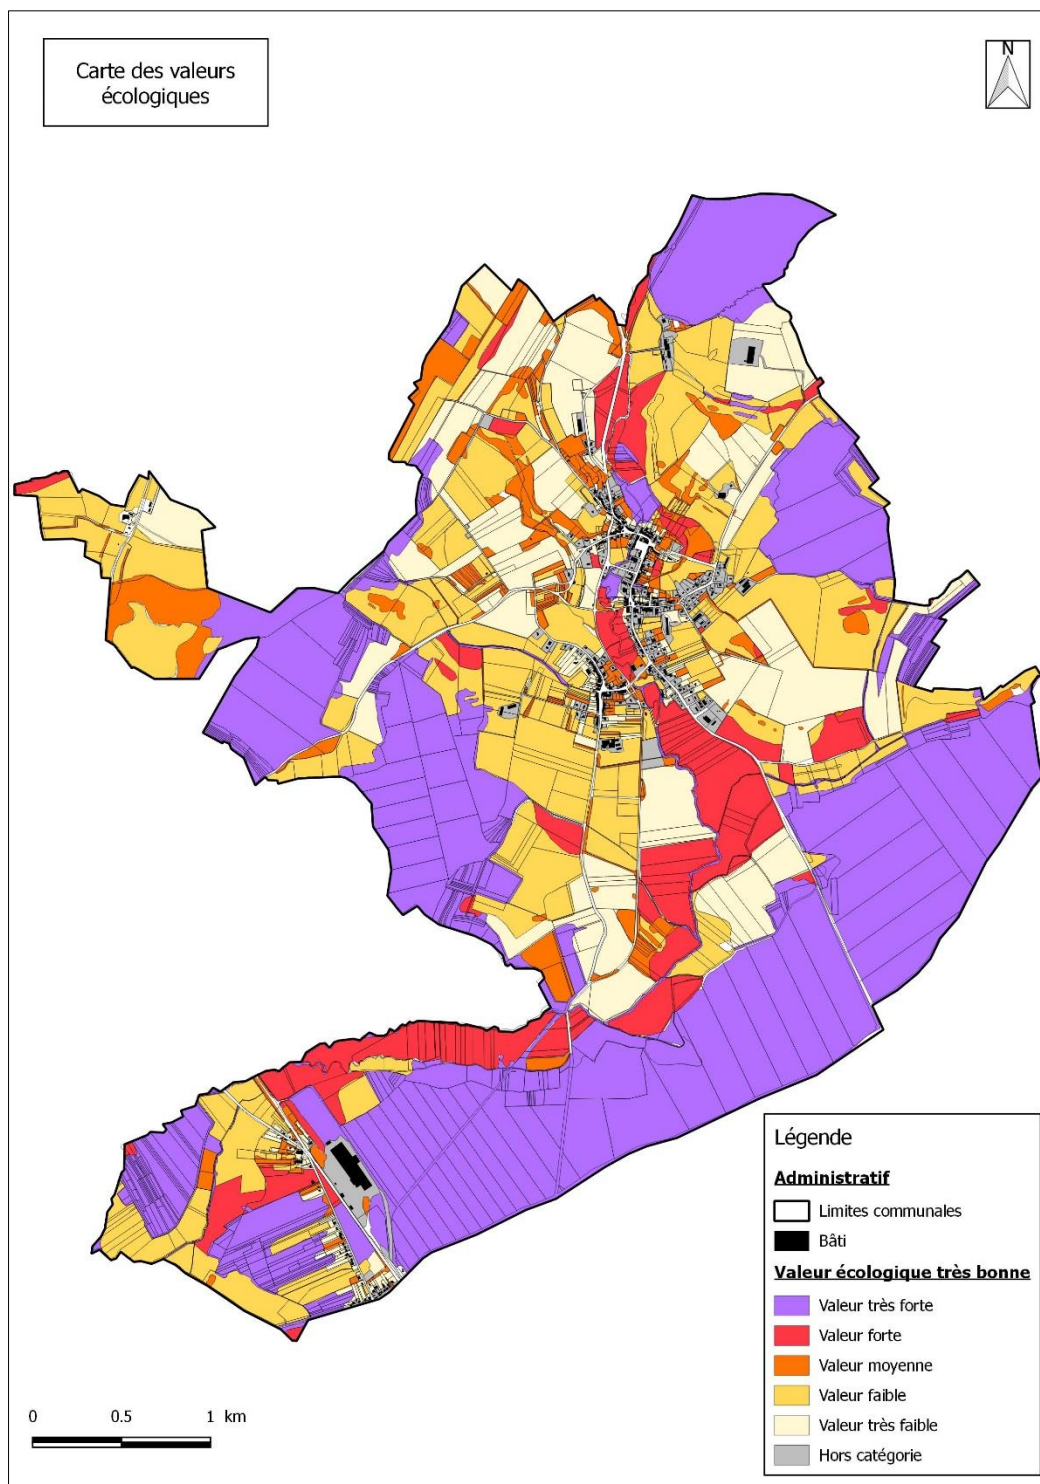 Carte des valeurs
écologiques
N
Légende
Administratif
Limites communales
Bâti
Valeur écologique très bonne
Valeur très forte
Valeur forte
Valeur moyenne
Valeur faible
Valeur très faible
Hors catégorie
0 0.5 1 km